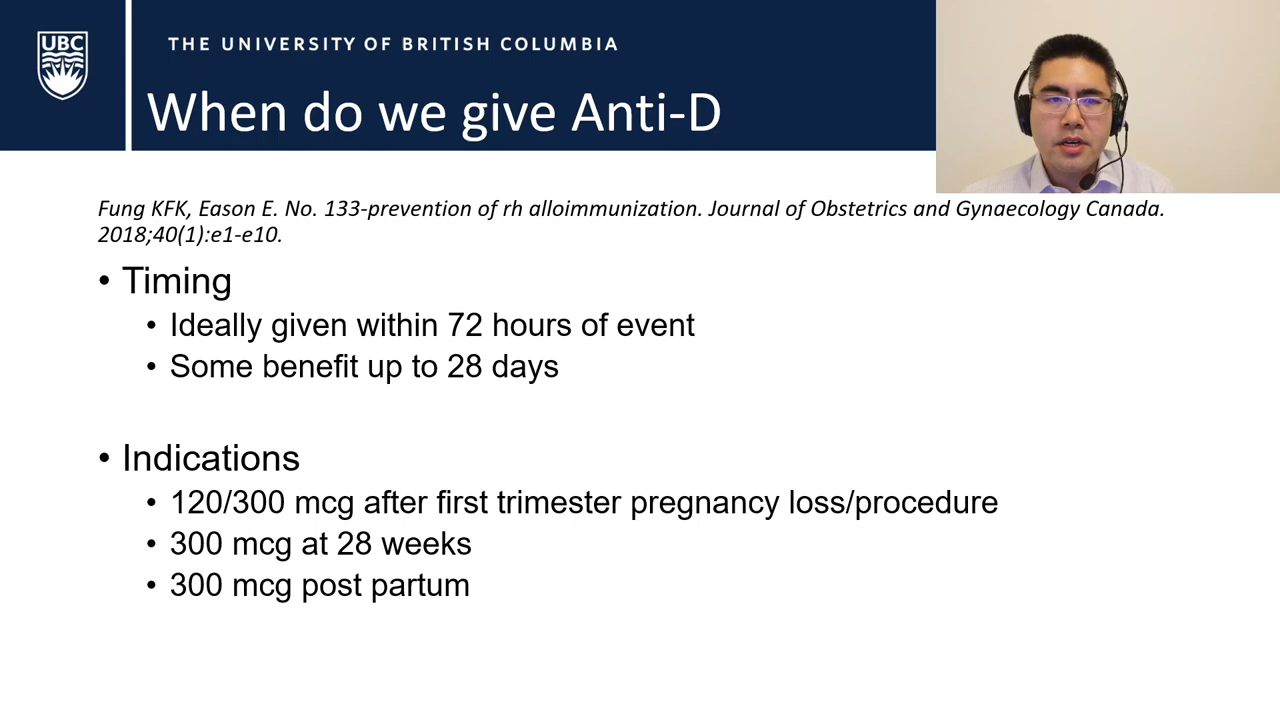 UBC
THE UNIVERSITY OF BRITISH COLUMBIA
When do we give Anti-D
Fung KFK, Eason E. No. 133-prevention of rh alloimmunization. Journal of Obstetrics and Gynaecology Canada.
2018;40(1):e1-e10.
• Timing
• Ideally given within 72 hours of event
• Some benefit up to 28 days
• Indications
• 120/300 mcg after first trimester pregnancy loss/procedure
• 300 mcg at 28 weeks
• 300 mcg post partum